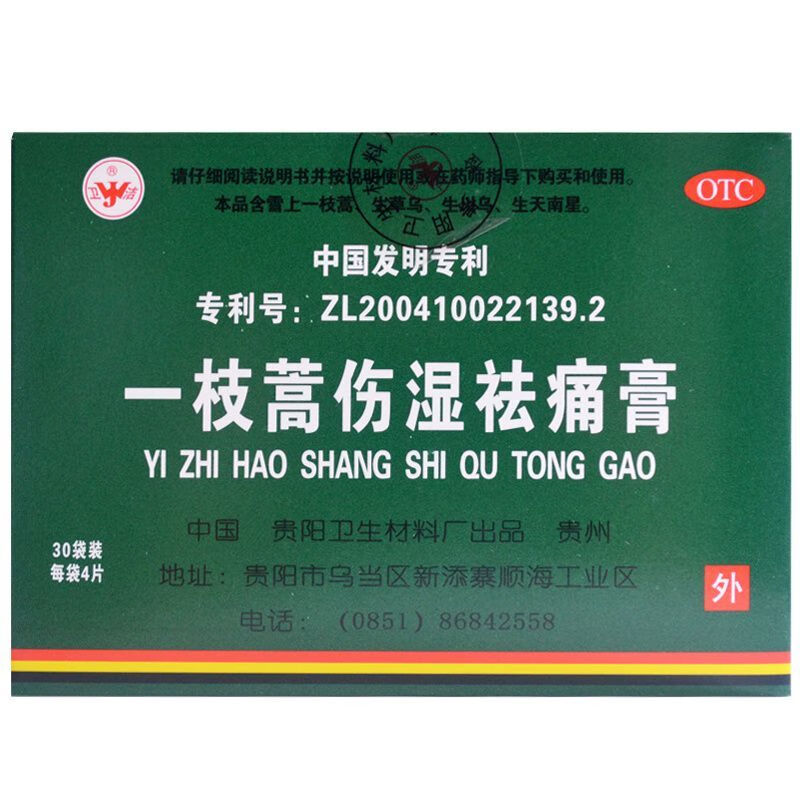 请仔细阅读说明书并按说明使用或在药师指导下购买和使用。
本品含雪上一枝蒿、生草乌、生川乌、生天南星。
OTC
卫 浩
®
中国发明专利
专利号：ZL200410022139.2
一枝蒿伤湿祛痛膏
YI ZHI HAO SHANG SHI QU TONG GAO
中国 贵阳卫生材料厂出品 贵州
30袋装
每袋4片
地址：贵阳市乌当区新添寨顺海工业区
外
电话：(0851) 86842558